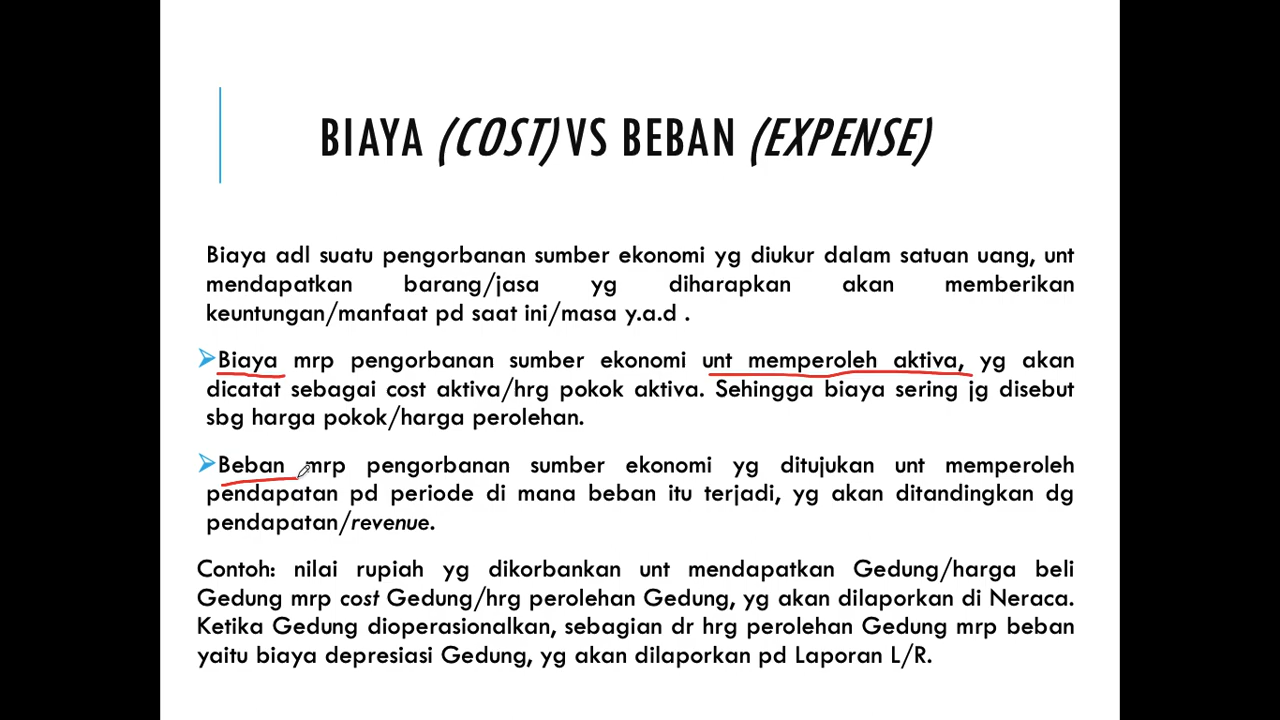 BIAYA (COST) VS BEBAN (EXPENSE)
Biaya adl suatu pengorbanan sumber ekonomi yg diukur dalam satuan uang, unt
mendapatkan barang/jasa yg diharapkan akan memberikan
keuntungan/manfaat pd saat ini/masa y.a.d .
Biaya mrp pengorbanan sumber ekonomi unt memperoleh aktiva, yg akan
dicatat sebagai cost aktiva/hrg pokok aktiva. Sehingga biaya sering jg disebut
sbg harga pokok/harga perolehan.
Beban mrp pengorbanan sumber ekonomi yg ditujukan unt memperoleh
pendapatan pd periode di mana beban itu terjadi, yg akan ditandingkan dg
pendapatan/revenue.
Contoh: nilai rupiah yg dikorbankan unt mendapatkan Gedung/harga beli
Gedung mrp cost Gedung/hrg perolehan Gedung, yg akan dilaporkan di Neraca.
Ketika Gedung dioperasionalkan, sebagian dr hrg perolehan Gedung mrp beban
yaitu biaya depresiasi Gedung, yg akan dilaporkan pd Laporan L/R.